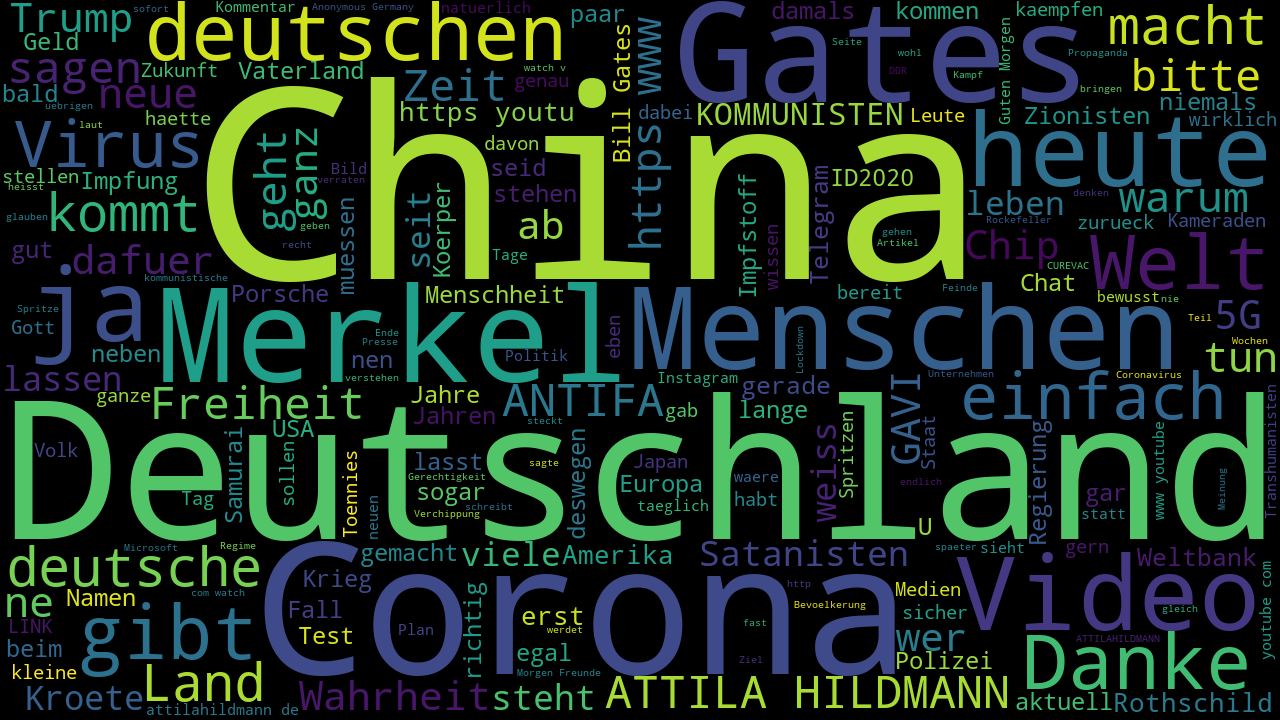 China
Deutschland
Corona
Merkel
Menschen
Gates
deutschen
heute
Video
Welt
ja
Virus
gibt
Danke
Trump
sofort
Kommentar
Anonymous Germany
natuerlich
paar
damals
kommen
kaempfen
macht
Geld
sagen
Zukunft
Vaterland
watch v
genau
Zeit
www
Bill Gates
Seite
wohl
DDR
Kampf
Guten Morgen
Propaganda
bringen
bitte
bald
uebrigen
neue
haette
laut
https youtu
davon
dabei
KOMMUNISTEN
Leute
Zionisten
niemals
wirklich
stellen
heisst
Impfung
geht
ganz
seid
stehen
Bild
verraten
https
ID2020
leben
warum
glauben
kommt
geben
muessen
seit
Koerper
ab
Tage
Impfstoff
wissen
Telegram
gehen
Artikel
denken
Rockefeller
zurueck
Kameraden
gut
dafuer
recht
kommunistische
Chip
CUREVAC
Chat
Spritze
Gott
Porsche
Menschheit
bereit
Feinde
bewusst
nie
5G
Teil
neben
Ende
Presse
nen
Politik
eben
Lockdown
Wochen
tun
lassen
verstehen
Instagram
gerade
Unternehmen
Coronavirus
ganze
Freiheit
Jahre
Jahren
ANTIFA
steckt
gab
lange
GAVI
einfach
Volk
Samurai
USA
sollen
Toennies
lasst
Gerechtigkeit
sogar
Verchippung
schreibt
sagte
deswegen
Japan
Europa
taeglich
waere
habt
weiss
Spritzen
Staat
endlich
Regierung
gar
statt
www youtube
Meinung
Transhumanisten
Tag
neuen
U
deutsche
Microsoft
Regime
com watch
gemacht
viele
Amerika
Satanisten
spaeter
sieht
gern
Weltbank
ne
Namen
Krieg
Fall
Test
Plan
richtig
erst
werdet
http
Bevoelkerung
fast
Medien
sicher
gleich
youtube com
LINK
beim
kleine
egal
Morgen Freunde
Ziel
wer
Polizei
ATTILAHILDMANN
Kroete
Land
attilahildmann de
Wahrheit
steht
ATTILA HILDMANN
aktuell
Rothschild